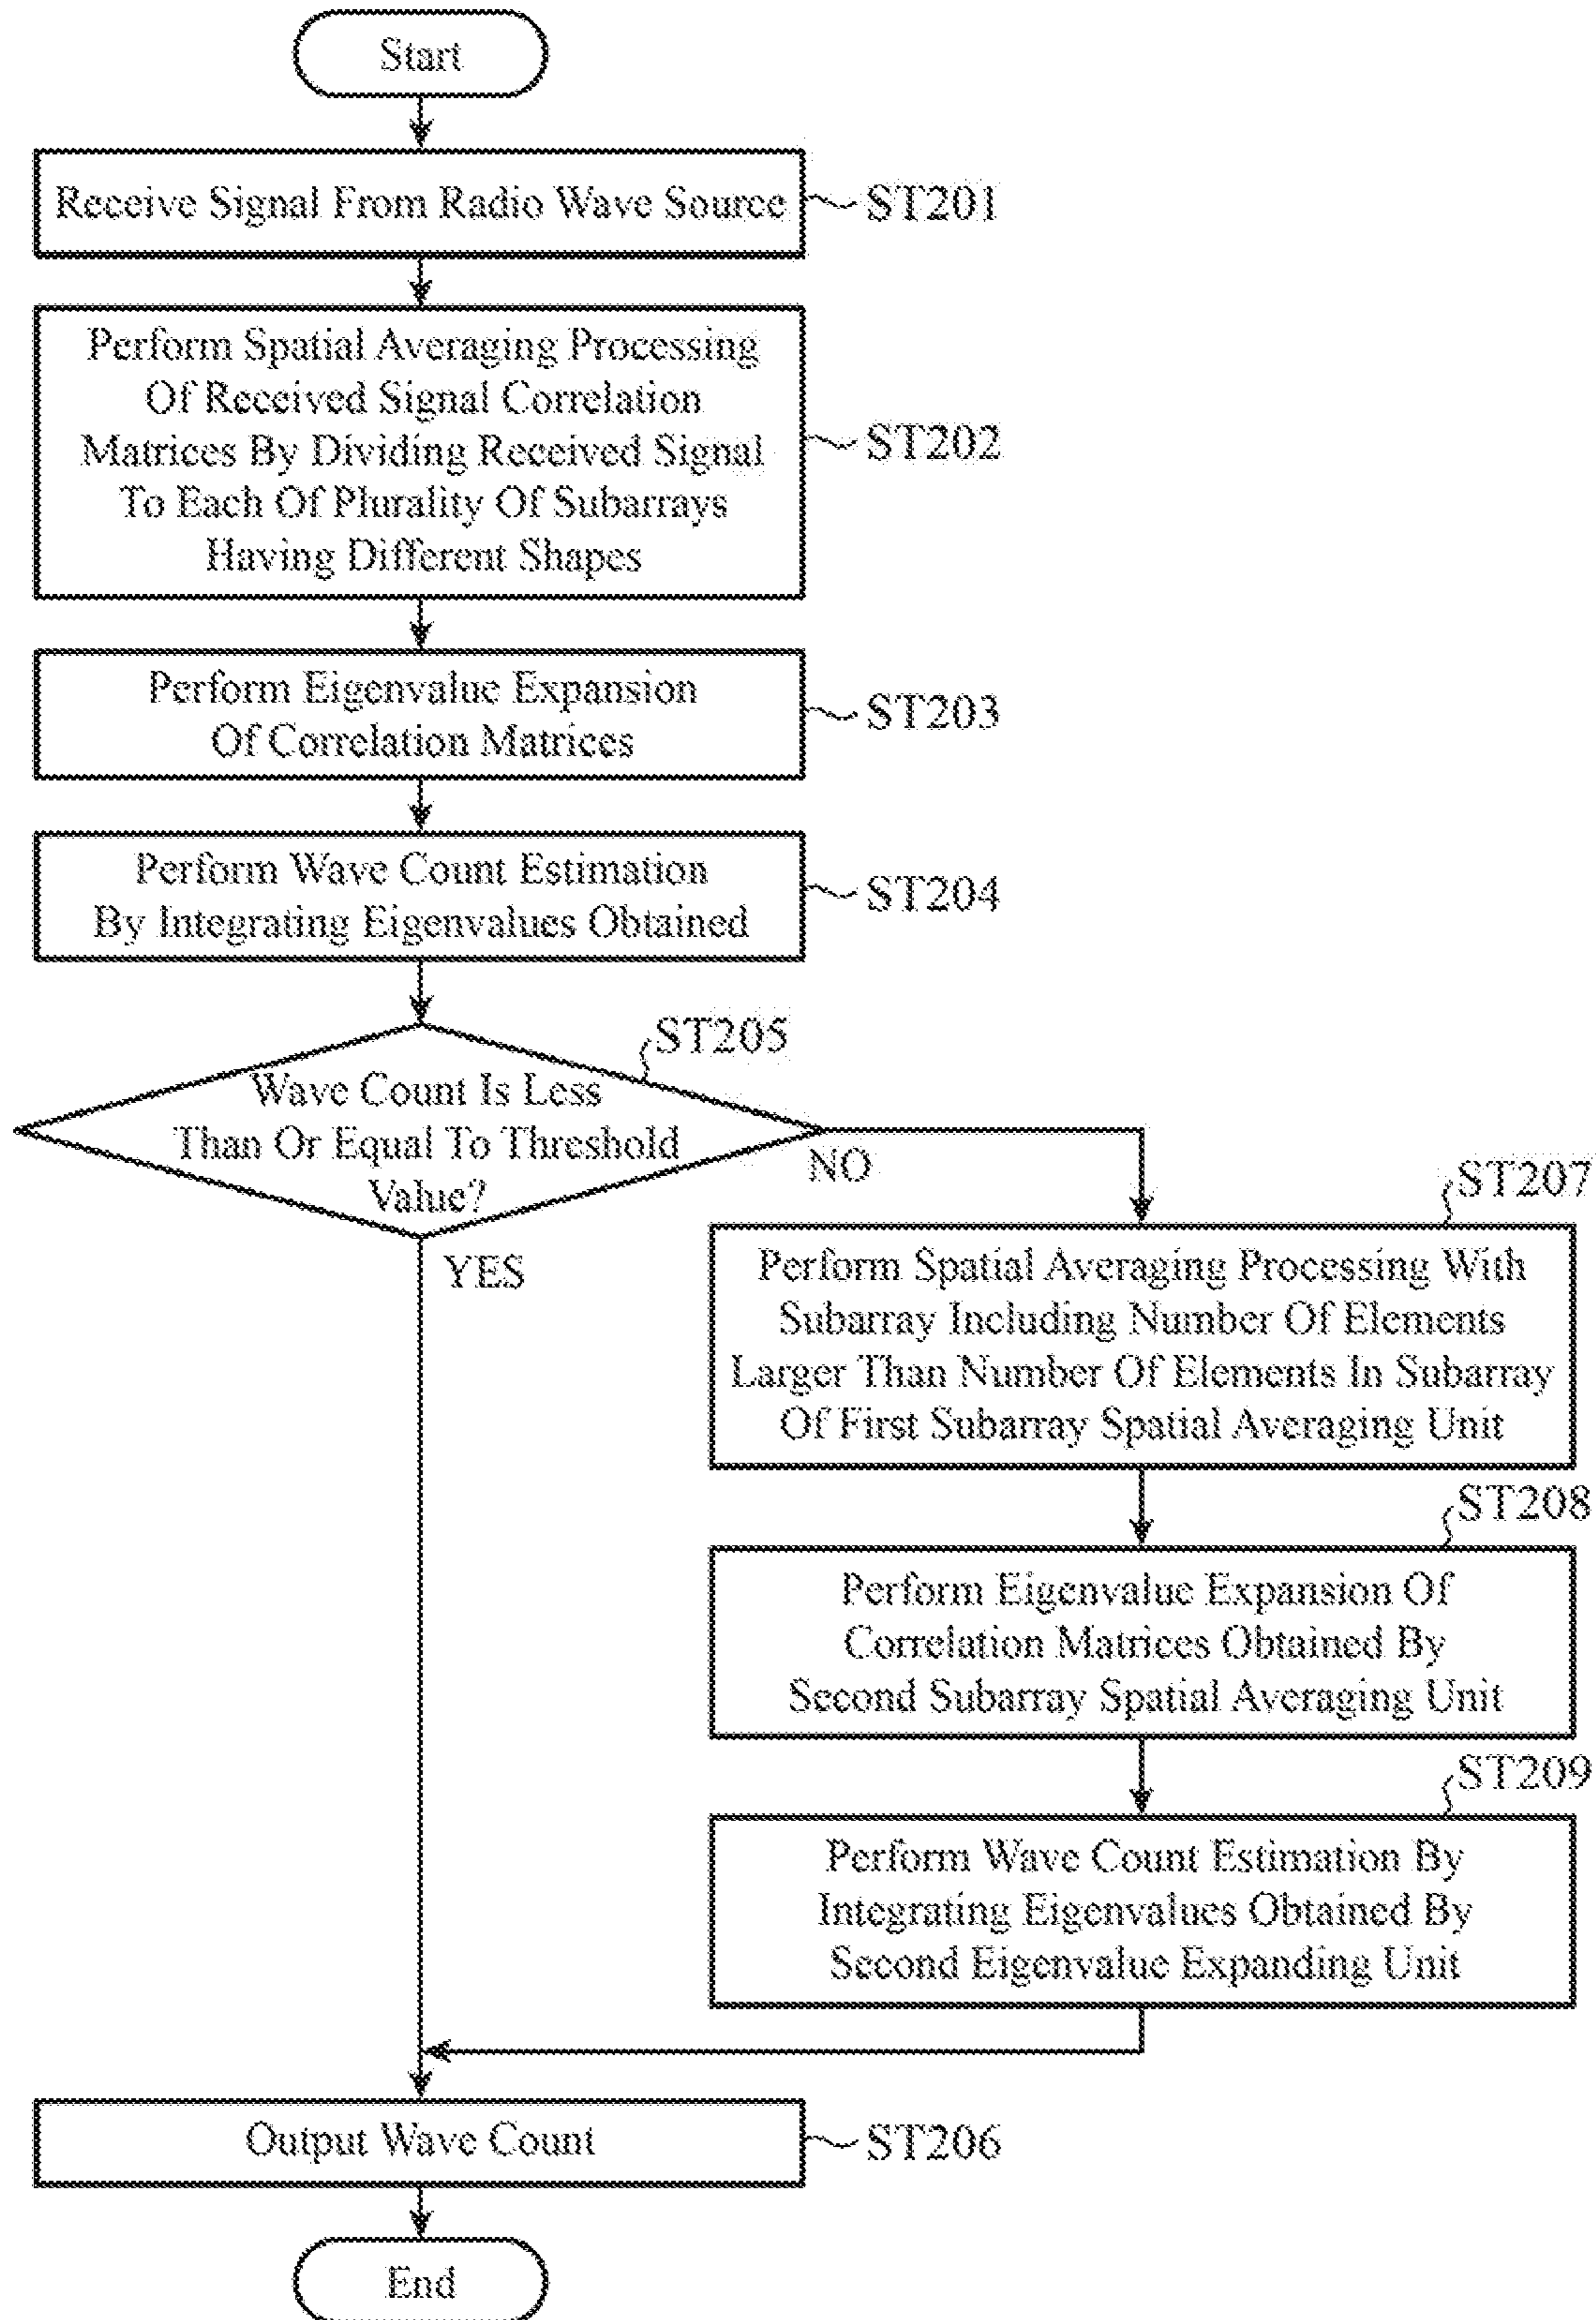 Start
Receive Signal From Radio Wave Source
ST201
Perform Spatial Averaging Processing
Of Received Signal Correlation
Matrices By Dividing Received Signal
To Each Of Plurality Of Subarrays
Having Different Shapes
ST202
Perform Eigenvalue Expansion
Of Correlation Matrices
ST203
Perform Wave Count Estimation
By Integrating Eigenvalues Obtained
ST204
ST205
Wave Count Is Less
Than Or Equal To Threshold
Value?
NO
YES
ST207
Perform Spatial Averaging Processing With
Subarray Including Number Of Elements
Larger Than Number Of Elements In Subarray
Of First Subarray Spatial Averaging Unit
ST208
Perform Eigenvalue Expansion Of
Correlation Matrices Obtained By
Second Subarray Spatial Averaging Unit
ST209
Perform Wave Count Estimation By
Integrating Eigenvalues Obtained By
Second Eigenvalue Expanding Unit
Output Wave Count
ST206
End